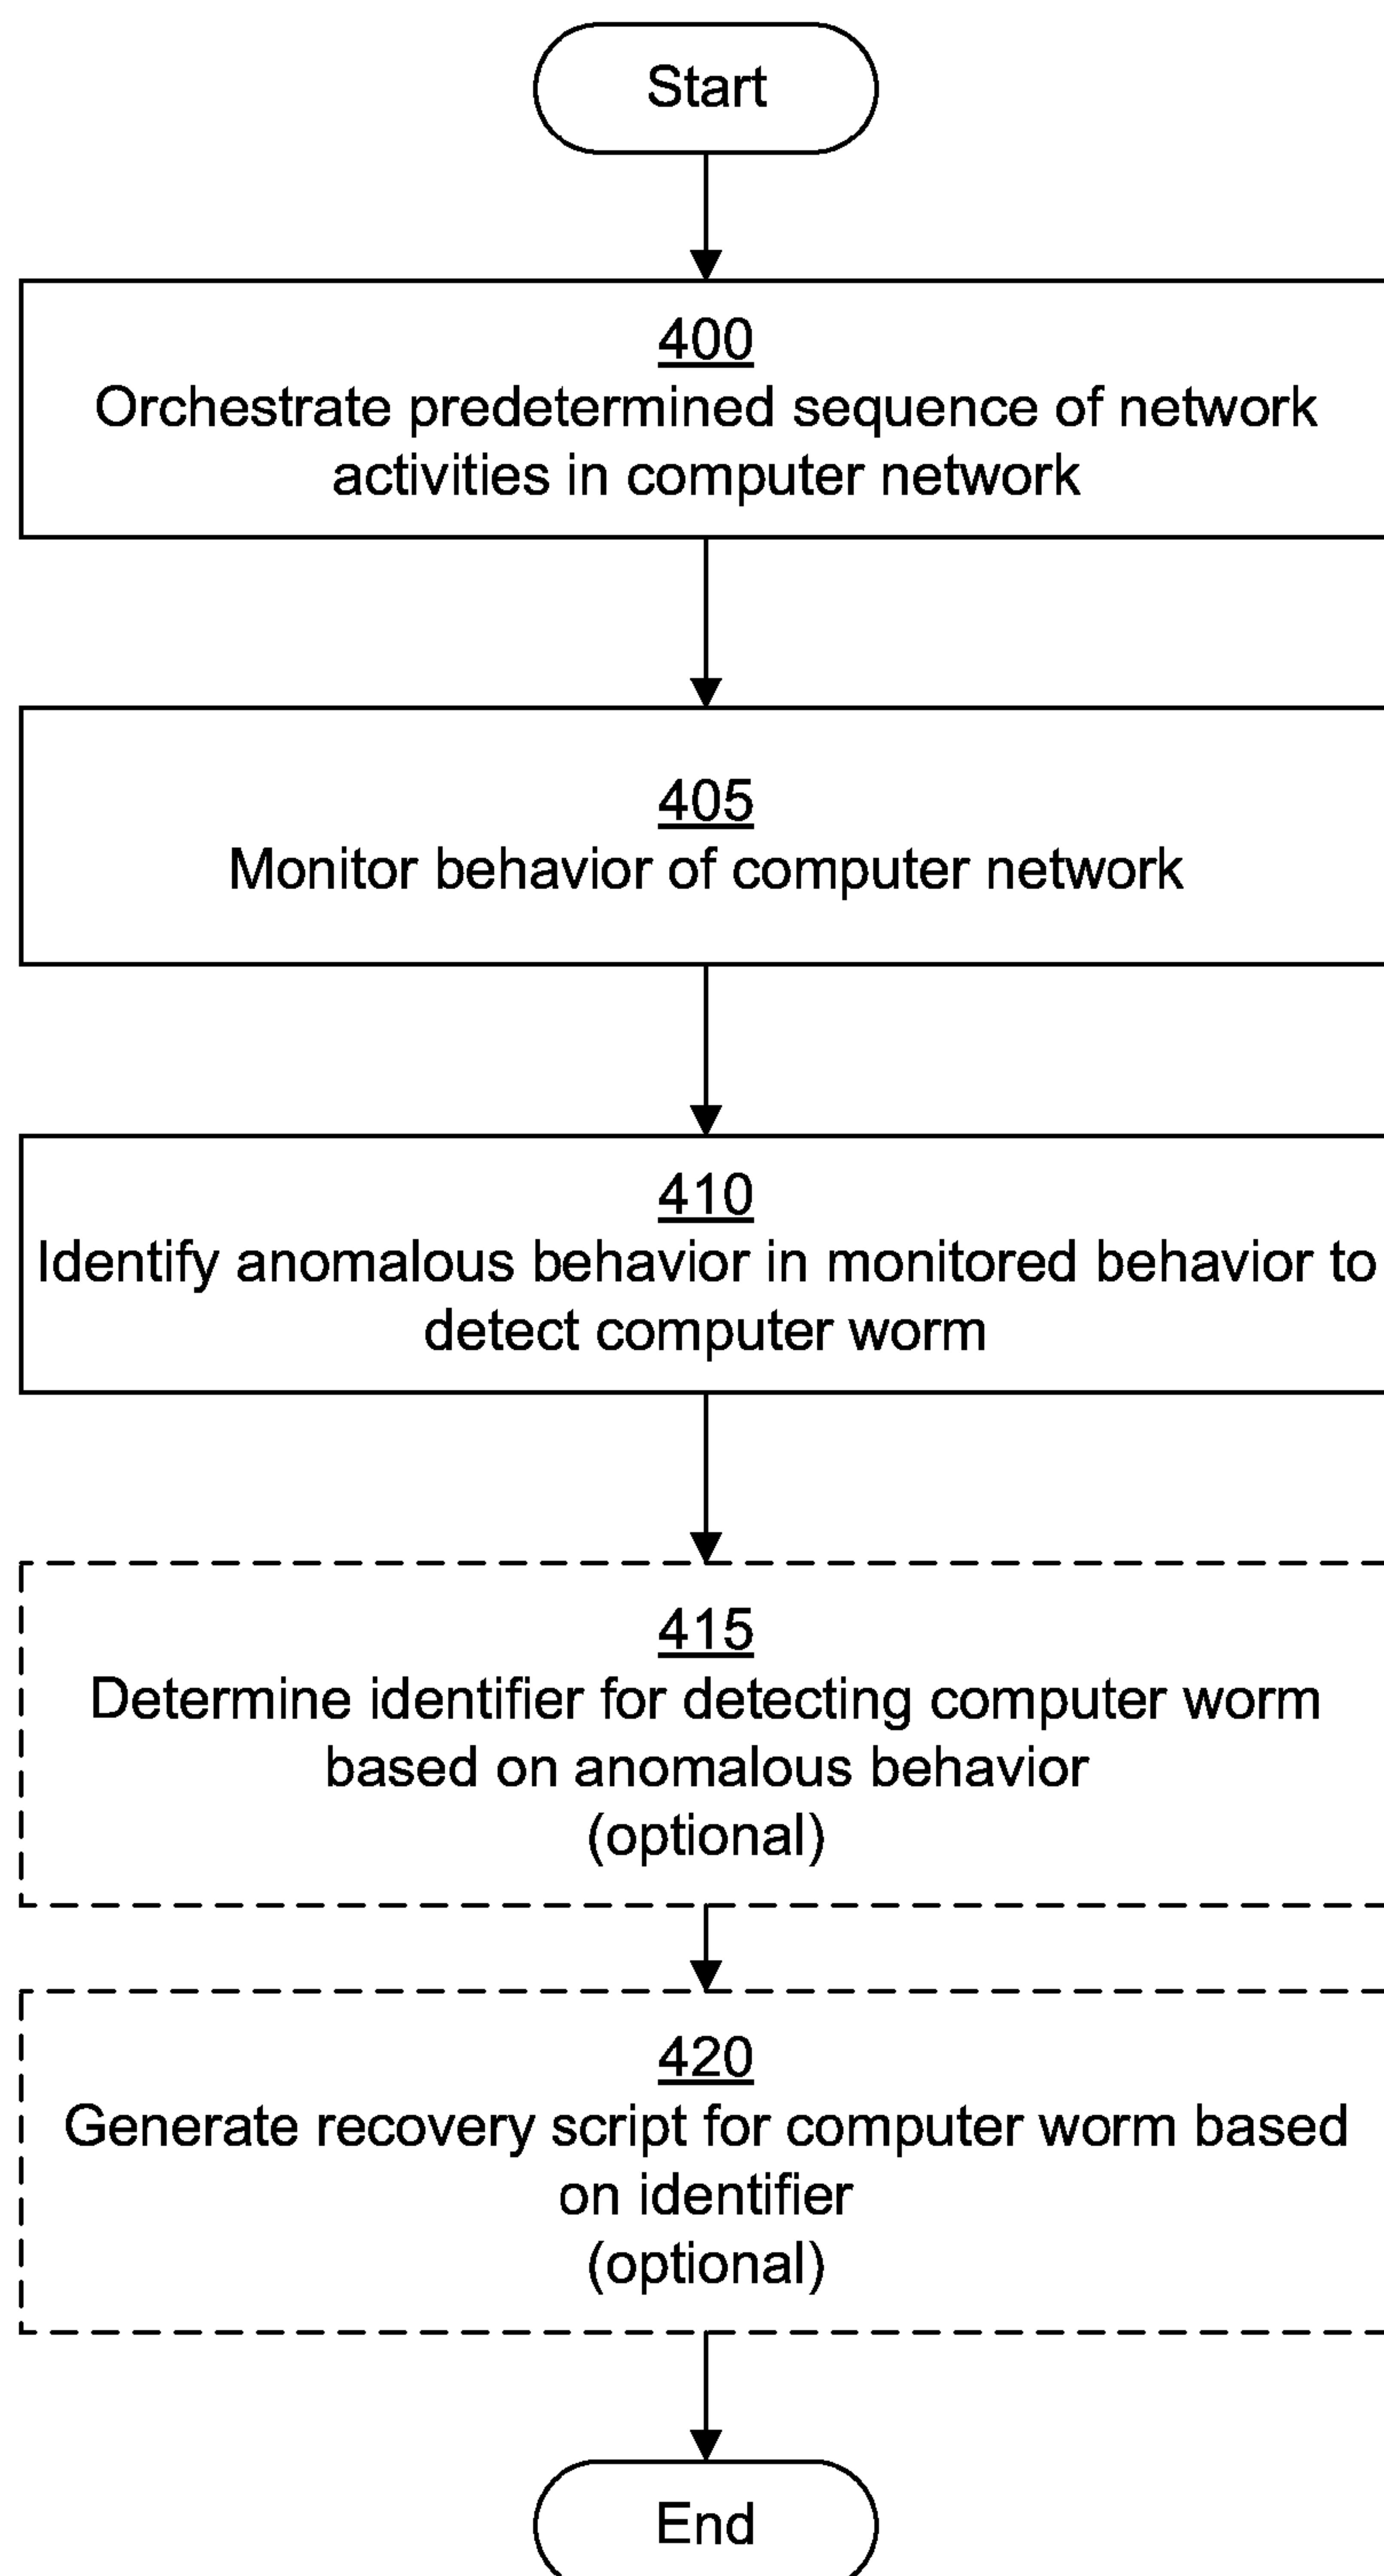 Start
400
Orchestrate predetermined sequence of network
activities in computer network
405
Monitor behavior of computer network
410
Identify anomalous behavior in monitored behavior to
detect computer worm
415
Determine identifier for detecting computer worm
based on anomalous behavior
(optional)
420
Generate recovery script for computer worm based
on identifier
(optional)
End